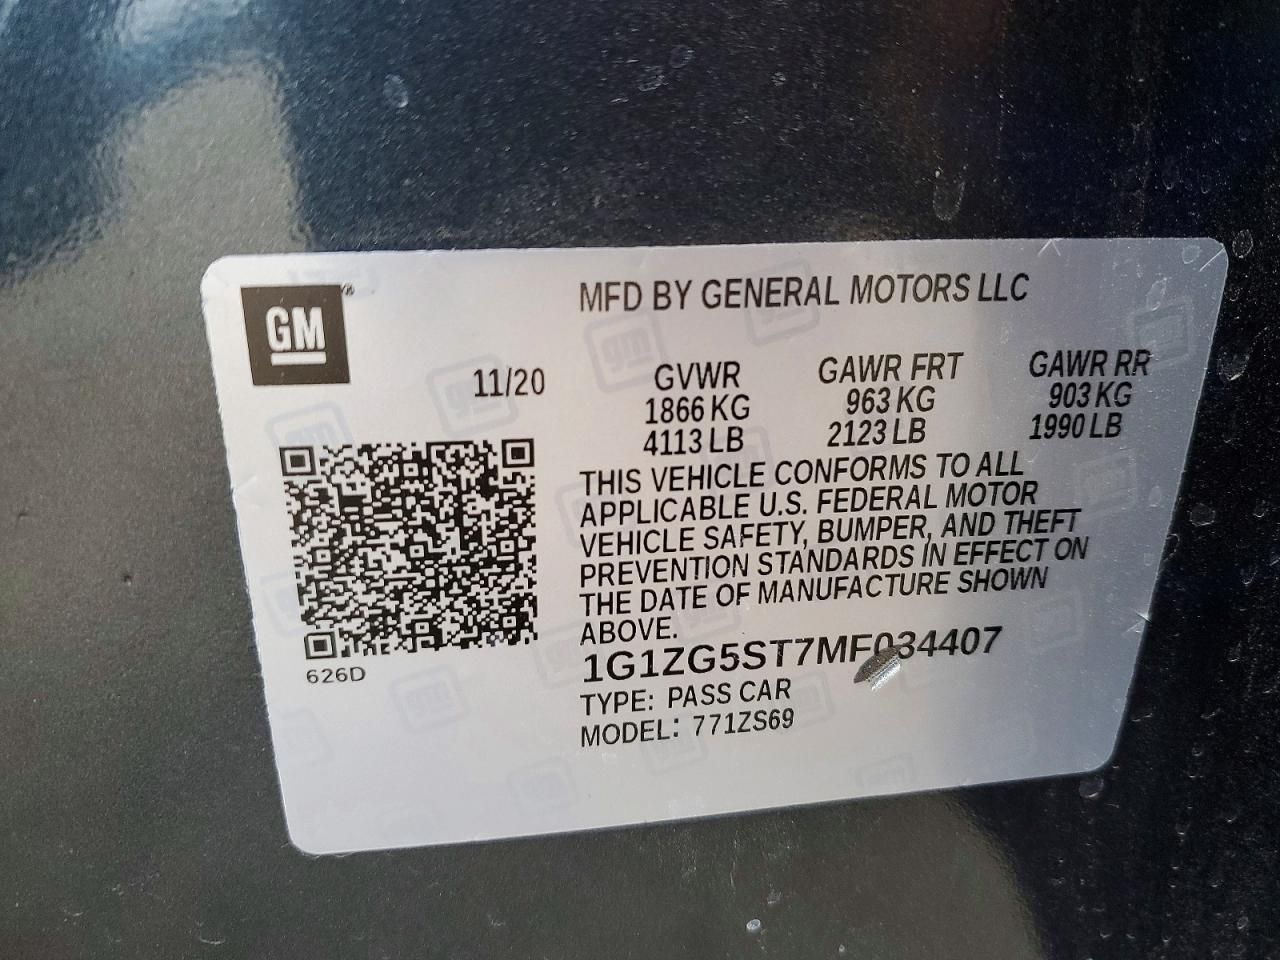 GM®
MFD BY GENERAL MOTORS LLC
11/20
GVWR
1866 KG
4113 LB
GAWR FRT
963 KG
2123 LB
GAWR RR
903 KG
1990 LB
THIS VEHICLE CONFORMS TO ALL
APPLICABLE U.S. FEDERAL MOTOR
VEHICLE SAFETY, BUMPER, AND THEFT
PREVENTION STANDARDS IN EFFECT ON
THE DATE OF MANUFACTURE SHOWN
ABOVE.
1G1ZG5ST7MF034407
TYPE: PASS CAR
MODEL: 771ZS69
626D